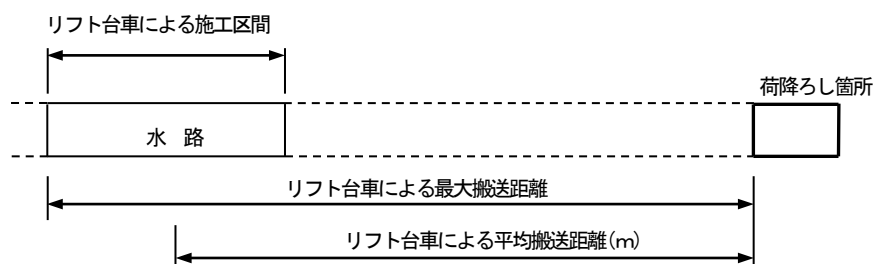 リフト台車による施工区間
荷降ろし箇所
水 路
リフト台車による最大搬送距離
リフト台車による平均搬送距離(m)